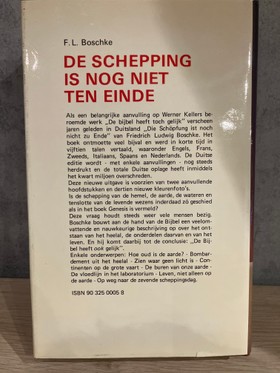 F. L. Boschke
DE SCHEPPING
IS NOG NIET
TEN EINDE
Als een belangrijke aanvulling op Werner Kellers be-
roemde werk „De bijbel heeft toch gelijk" verscheen
jaren geleden in Duitsland „Die Schöpfung ist noch
nicht zu Ende" van Friedrich Ludwig Boschke. Het
boek ontmoette veel bijval en werd in korte tijd in
vijftien talen vertaald, waaronder Engels, Frans,
Zweeds, Italiaans, Spaans en Nederlands. De Duitse
editie wordt - met enkele aanvullingen - nog steeds
herdrukt en de totale Duitse oplage heeft inmiddels
het kwart miljoen overschreden.
Deze nieuwe uitgave is voorzien van twee aanvullende
hoofdstukken en dertien nieuwe kleurenfoto's.
Is de schepping van de hemel, de aarde, de wateren en
tenslotte van de levende wezens inderdaad zó geschied
als in het boek Genesis is vermeld?
Deze vraag houdt steeds weer vele mensen bezig.
Boschke bouwt aan de hand van de Bijbel een veelom-
vattende en nauwkeurige beschrijving op over het ont-
staan van het heelal, de onderdelen daarvan en van het
leven. En hij komt daarbij tot de conclusie: „De Bij-
bel heeft ook gelijk".
Enkele onderwerpen: Hoe oud is de aarde? - Bombar-
dement uit het heelal - Zien waar geen licht is - Con-
tinenten op de grote vaart - De buren van onze aarde -
De vloedlijn in het laboratorium - Leven, niet alleen op
de aarde - Op weg naar de zevende scheppingsdag.
ISBN 90 325 0005 8